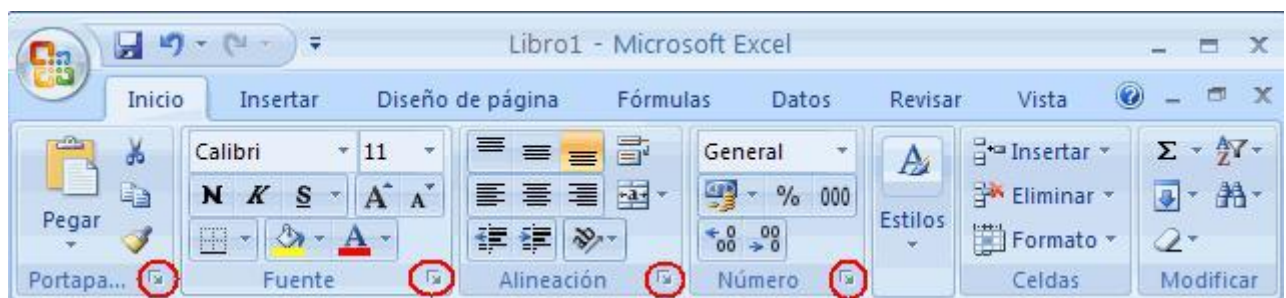 Libro1 - Microsoft Excel
Inicio Insertar Diseño de página Fórmulas Datos Revisar Vista
Calibri 11 General Insertar Σ A Z
N K S A A % 000 Eliminar
Pegar Estilos
A a Formato
Portapa... Fuente Alineación Número Celdas Modificar